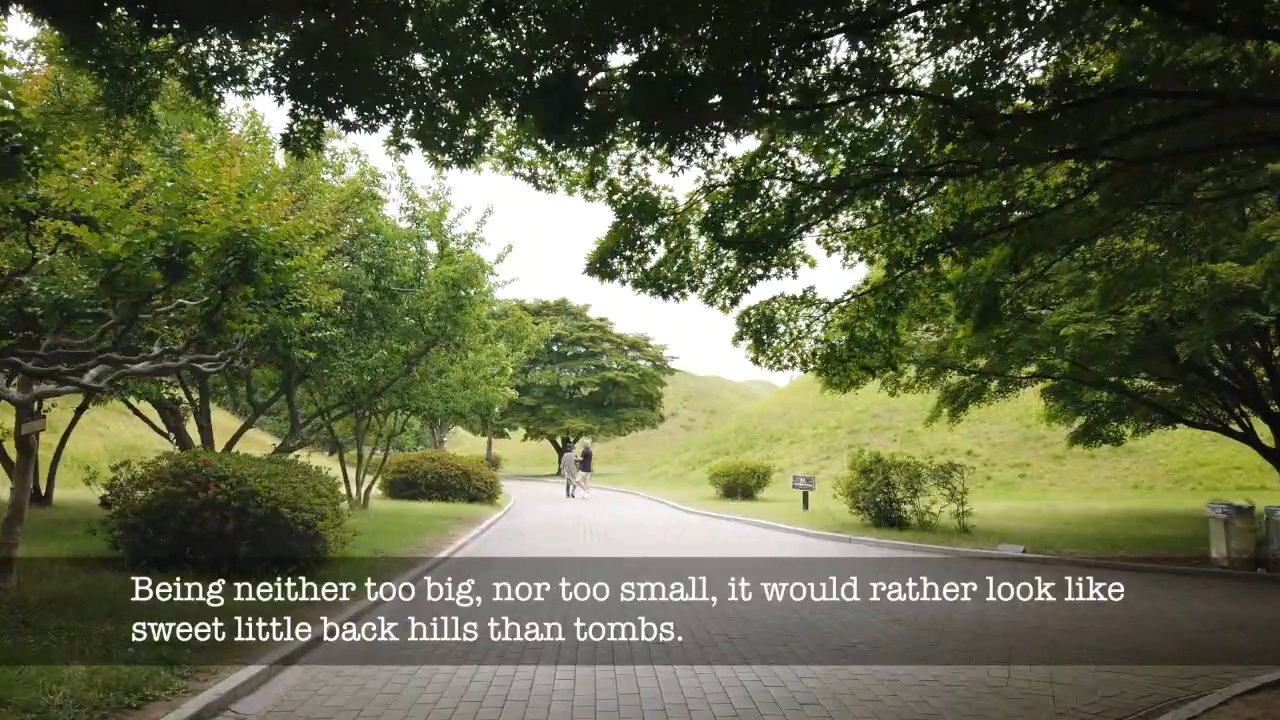 Being neither too big, nor too small, it would rather look like
sweet little back hills than tombs.